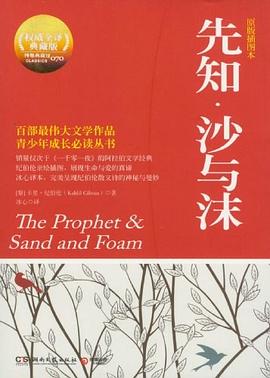 原版插图本
先知·沙与沫
权威全译
典藏版
CLASSICS
070
百部最伟大文学作品
青少年成长必读丛书
销量仅次于《一千零一夜》的阿拉伯文学经典
纪伯伦亲绘插图,展现生命与爱的真谛
冰心译本,完美呈现纪伯伦散文诗的神秘与曼妙
The Prophet &
Sand and Foam
[黎] 卡里·纪伯伦 (Kahlil Gibran) 著
冰心 译
湖南文艺出版社